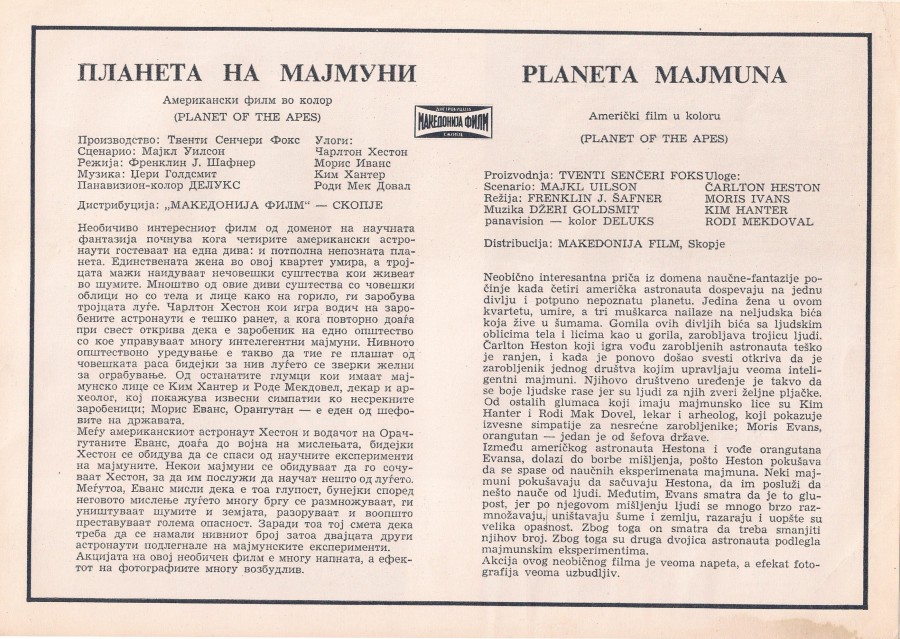 ПЛАНЕТА НА МАЈМУНИ
Американски филм во колор
(PLANET OF THE APES)
Производство: Твенти Сенчери Фокс
Сценарио: Мајкл Уилсон
Режија: Френклин Ј. Шафнер
Музика: Џери Голдсмит
Панавизион-колор ДЕЛУКС
Улоги:
Чарлтон Хестон
Морис Иванс
Ким Хантер
Роди Мек Довал
Дистрибуција: „МАКЕДОНИЈА ФИЛМ“ — СКОПЈЕ
Необичиво интересниот филм од доменот на научната
фантазија почнува кога четирите американски астро-
наути гостеваат на една дива: и потполна непозната пла-
нета. Единствената жена во овој квартет умира, а троj-
цата мажи наидуваат нечовешки суштества кои живеат
во шумите. Мноштво од овие диви суштества со човешки
облици но со тела и лице како на горило, ги заробува
тројцата луѓе. Чарлтон Хестон кои игра водич на заро-
бените астронаути е тешко ранет, а кога повторно доаѓа
при свест открива дека е заробеник на едно општество
со кое управуваат многу интелегентни мајмуни. Нивното
општествено уредување е такво да тие ге плашат од
човешката раса бидејки за нив луѓето се зверки желни
за ограбување. Од останатите глумци кои имаат мај-
мунско лице се Ким Хантер и Роде Мекдовел, лекар и ар-
хеолог, кој покажува извесни симпатии ко несрекните
заробеници; Морис Еванс, Орангутан — е еден од шефо-
вите на државата.
Меѓу американскиот астронаут Хестон и водачот на Орач-
гутаните Еванс, доаѓа до војна на мислењата, бидејки
Хестон се обидува да се спаси од научните експерименти
на мајмуните. Некои мајмуни се обидуваат да го сочу-
ваат Хестон, за да им послужи да научат нешто од луѓето.
Меѓутоа, Еванс мисли дека е тоа глупост, бунејки според
неговото мислење луѓето многу бргу се размножуваат, ги
уништуваат шумите и земјата, разоруваат и воопшто
преставуваат голема опасност. Заради тоа тој смета дека
треба да се намали нивниот број затоа двајцата други
астронаути подлегнале на мајмунските експерименти.
Акцијата на овој необичен филм е многу напната, а ефек-
тот на фотографиите многу возбудлив.
ДИСТРИБУЦИЈА
МАКЕДОНИЈА ФИЛМ
СКОПЈЕ
PLANETA MAJMUNA
Američki film u koloru
(PLANET OF THE APES)
Proizvodnja: TVENTI SENČERI FOKS
Scenario: MAJKL UILSON
Režija: FRENKLIN J. ŠAFNER
Muzika DŽERI GOLDSMIT
panavision — kolor DELUKS
Uloge:
ČARLTON HESTON
MORIS IVANS
KIM HANTER
RODI MEKDOVAL
Distribucija: MAKEDONIJA FILM, Skopje
Neobično interesantna priča iz domena naučne-fantazije po-
činje kada četiri američka astronauta dospevaju na jednu
divlju i potpuno nepoznatu planetu. Jedina žena u ovom
kvartetu, umire, a tri muškarca nailaze na neljudska bića
koja žive u šumama. Gomila ovih divljih bića sa ljudskim
oblicima tela i licima kao u gorila, zarobljava trojicu ljudi.
Čarlton Heston koji igra vođu zarobljenih astronauta teško
je ranjen, i kada je ponovo došao svesti otkriva da je
zarobljenik jednog društva kojim upravljaju veoma inteli-
gentni majmuni. Njihovo društveno uređenje je takvo da
se boje ljudske rase jer su ljudi za njih zveri željne pljačke.
Od ostalih glumaca koji imaju majmunsko lice su Kim
Hanter i Rodi Mak Dovel, lekar i arheolog, koji pokazuje
izvesne simpatije za nesrećne zarobljenike; Moris Evans,
orangutan — jedan je od šefova države.
Između američkog astronauta Hestona i vođe orangutana
Evansa, dolazi do borbe mišljenja, pošto Heston pokušava
da se spase od naučnih eksperimenata majmuna. Neki maj-
muni pokušavaju da sačuvaju Hestona, da im posluži da
nešto nauče od ljudi. Međutim, Evans smatra da je to glu-
post, jer po njegovom mišljenju ljudi se mnogo brzo raz-
množavaju, uništavaju šume i zemlju, razaraju i uopšte su
velika opasnost. Zbog toga on smatra da treba smanjiti
njihov broj. Zbog toga su druga dvojica astronauta podlegla
majmunskim eksperimentima.
Akcija ovog neobičnog filma je veoma napeta, a efekat foto-
grafija veoma uzbudljiv.